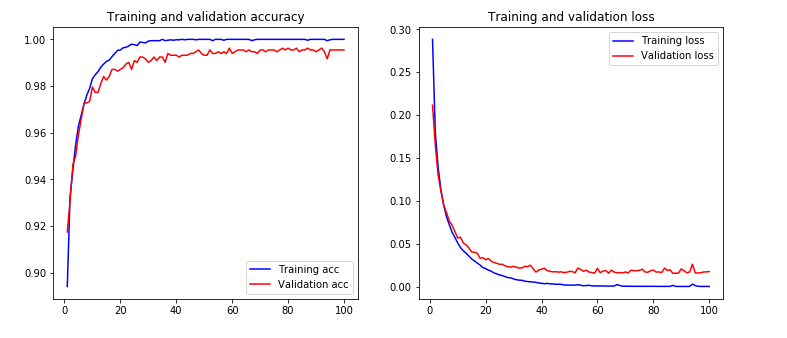 Training and validation accuracy
1.00
0.98
0.96
0.94
0.92
0.90
0 20 40 60 80 100
Training acc
Validation acc
Training and validation loss
0.30
0.25
0.20
0.15
0.10
0.05
0.00
0 20 40 60 80 100
Training loss
Validation loss